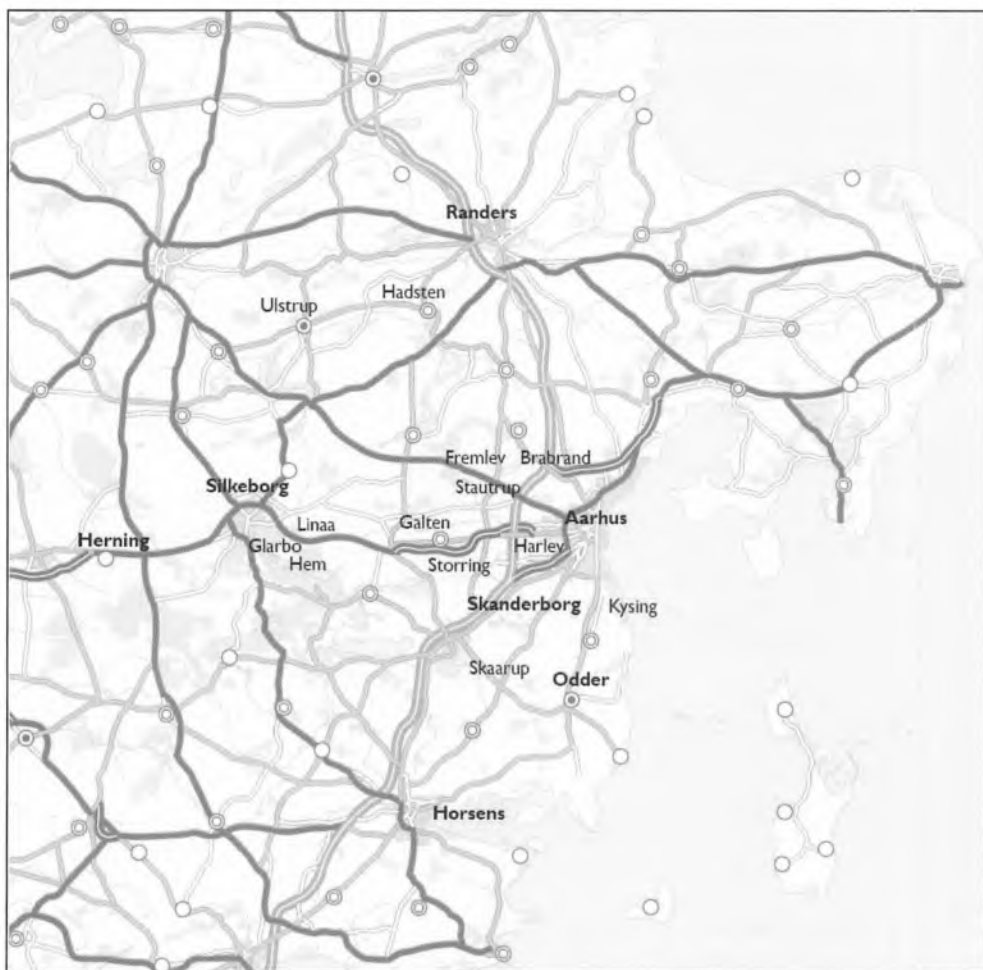 Randers
Ulstrup
Hadsten
Fremlev
Brabrand
Silkeborg
Stautrup
Linaa
Galten
Aarhus
Herning
Glarbo
Harlev
Hem
Storring
Skanderborg
Kysing
Skaarup
Odder
Horsens